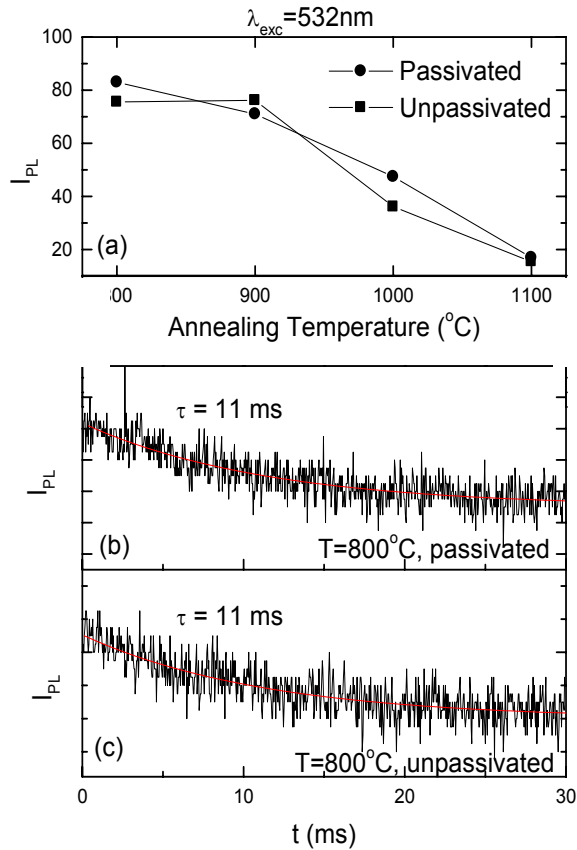 λexc=532nm
100
80
60
40
20
IPL
Passivated
Unpassivated
(a)
800 900 1000 1100
Annealing Temperature (°C)
τ = 11 ms
IPL
(b)
T=800°C, passivated
τ = 11 ms
IPL
(c)
T=800°C, unpassivated
0 10 20 30
t (ms)